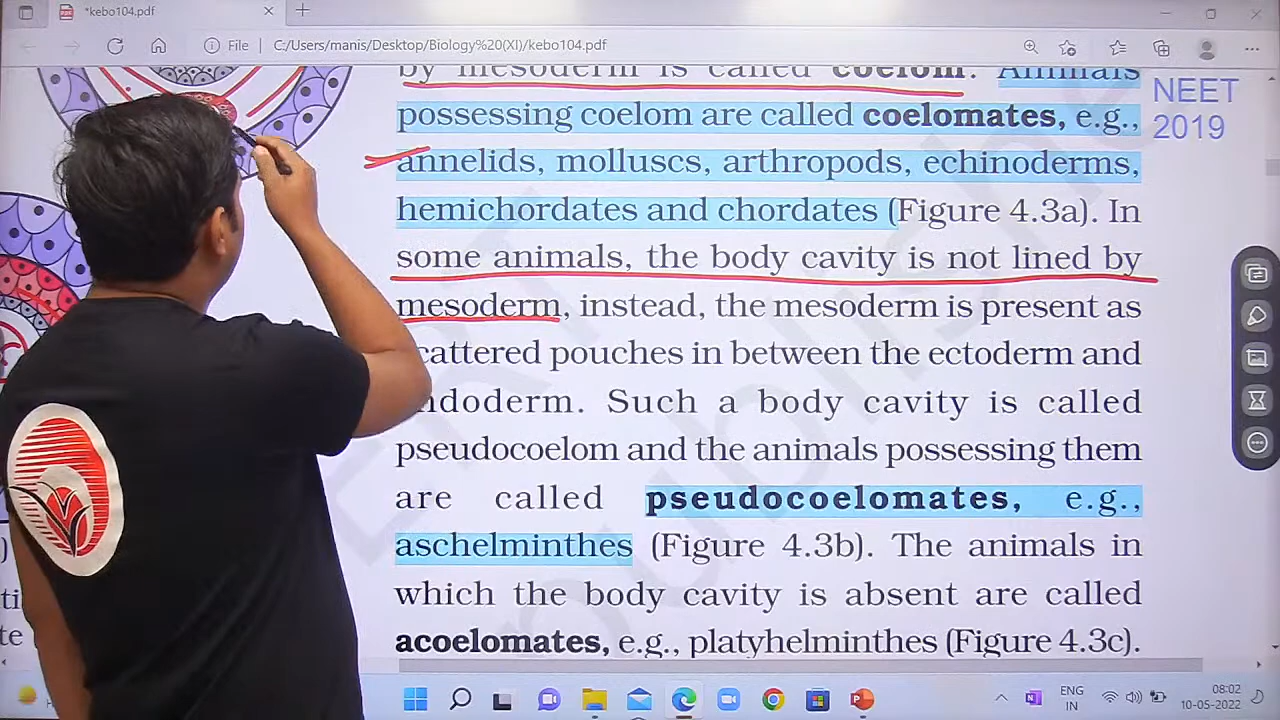 *kebo104.pdf
File
C:/Users/manis/Desktop/Biology%20(XI)/kebo104.pdf
by mesoderm is called coelom. Animals
possessing coelom are called coelomates, e.g.,
annelids, molluscs, arthropods, echinoderms,
hemichordates and chordates (Figure 4.3a). In
some animals, the body cavity is not lined by
mesoderm, instead, the mesoderm is present as
cattered pouches in between the ectoderm and
ndoderm. Such a body cavity is called
pseudocoelom and the animals possessing them
are called pseudocoelomates, e.g.,
aschelminthes (Figure 4.3b). The animals in
which the body cavity is absent are called
acoelomates, e.g., platyhelminthes (Figure 4.3c).
NEET
2019
ENG
IN
08:02
10-05-2022